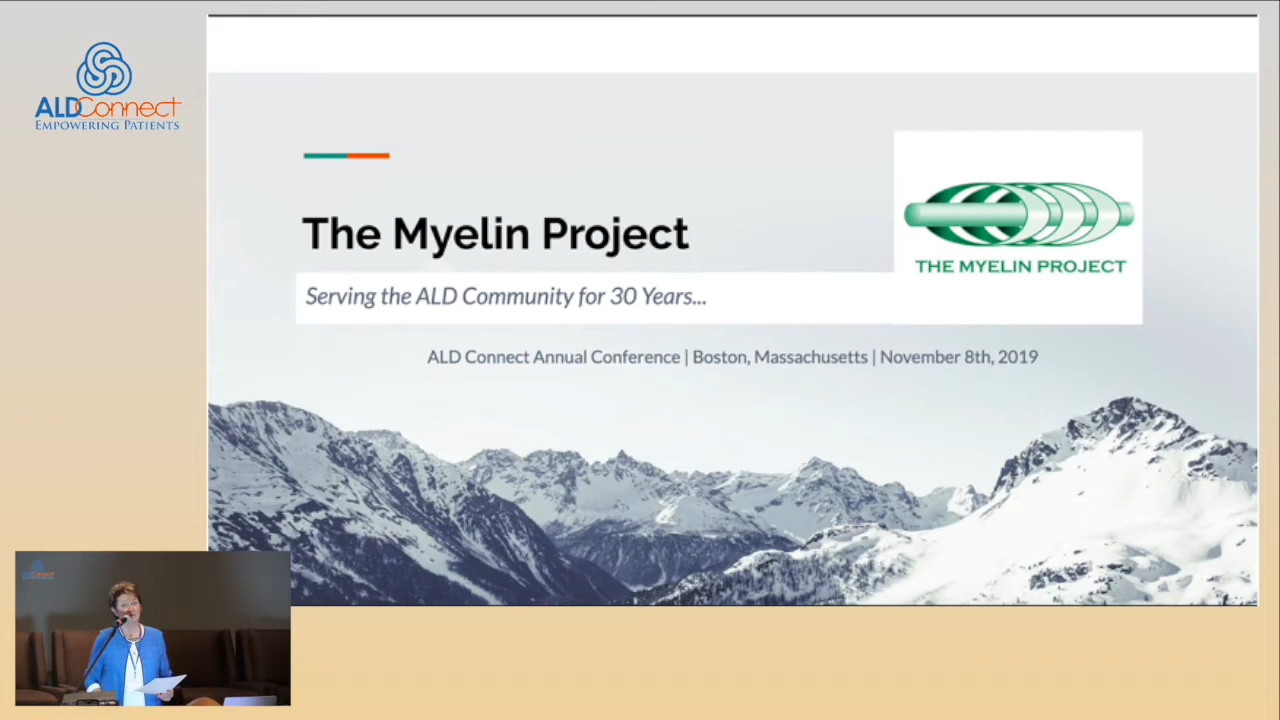 ALDConnect
EMPOWERING PATIENTS
The Myelin Project
THE MYELIN PROJECT
Serving the ALD Community for 30 Years...
ALD Connect Annual Conference | Boston, Massachusetts | November 8th, 2019